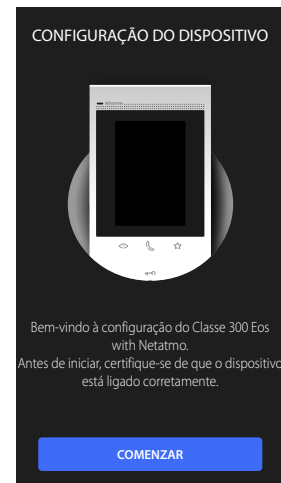 CONFIGURAÇÃO DO DISPOSITIVO
Bem-vindo à configuração do Classe 300 Eos
with Netatmo.
Antes de iniciar, certifique-se de que o dispositivo
está ligado corretamente.
COMENZAR